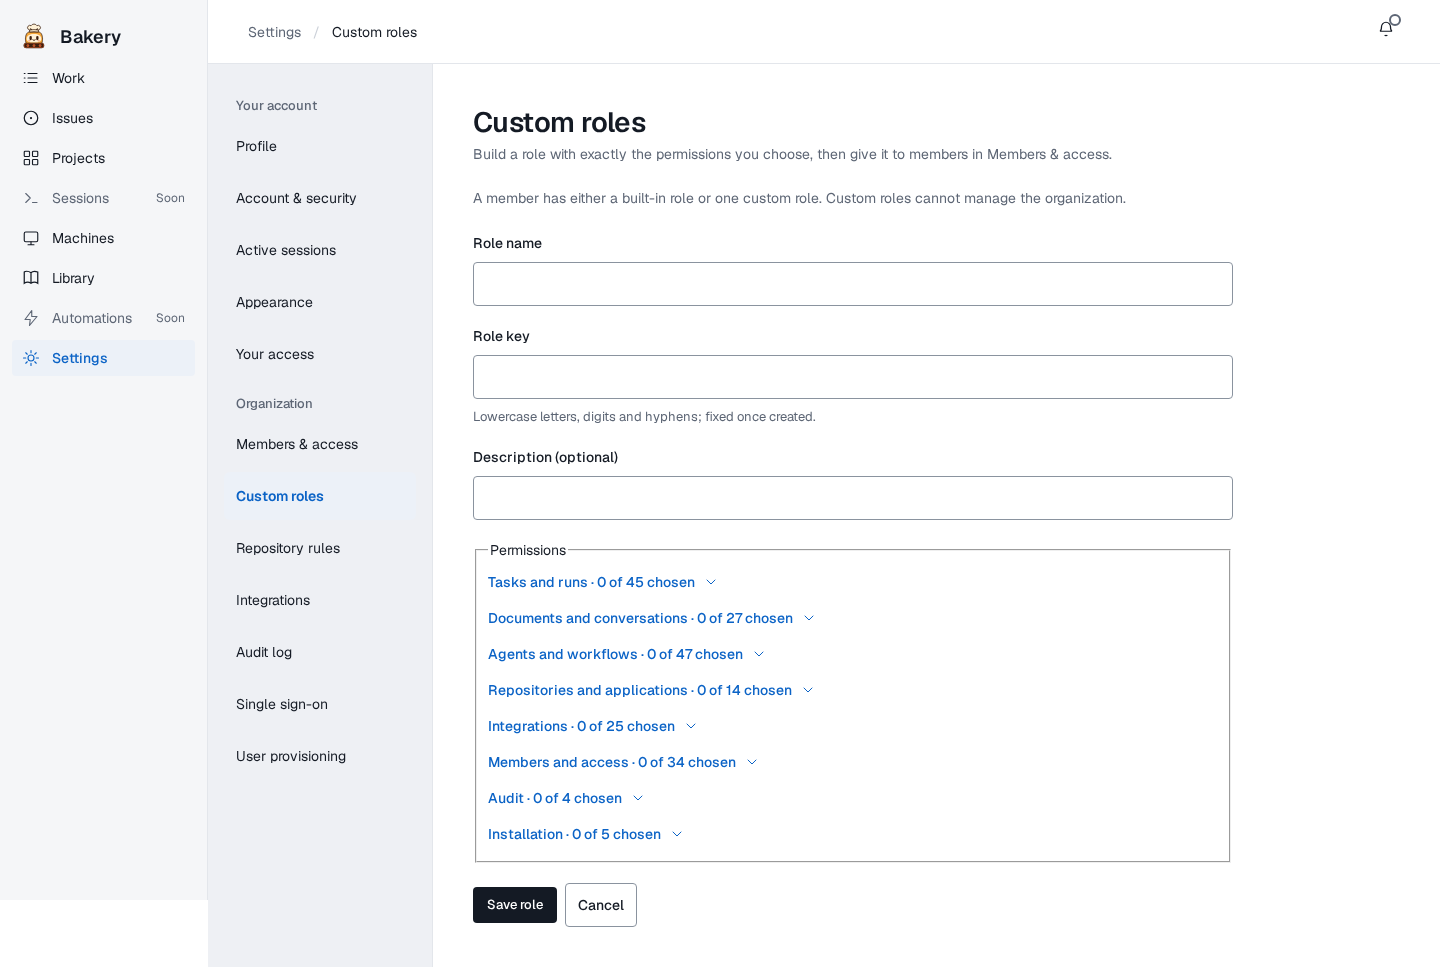 Bakery
Work
Issues
Projects
Sessions Soon
Machines
Library
Automations Soon
Settings
Settings / Custom roles
Your account
Profile
Account & security
Active sessions
Appearance
Your access
Organization
Members & access
Custom roles
Repository rules
Integrations
Audit log
Single sign-on
User provisioning
Custom roles
Build a role with exactly the permissions you choose, then give it to members in Members & access.
A member has either a built-in role or one custom role. Custom roles cannot manage the organization.
Role name
Role key
Lowercase letters, digits and hyphens; fixed once created.
Description (optional)
Permissions
Tasks and runs · 0 of 45 chosen
Documents and conversations · 0 of 27 chosen
Agents and workflows · 0 of 47 chosen
Repositories and applications · 0 of 14 chosen
Integrations · 0 of 25 chosen
Members and access · 0 of 34 chosen
Audit · 0 of 4 chosen
Installation · 0 of 5 chosen
Save role
Cancel